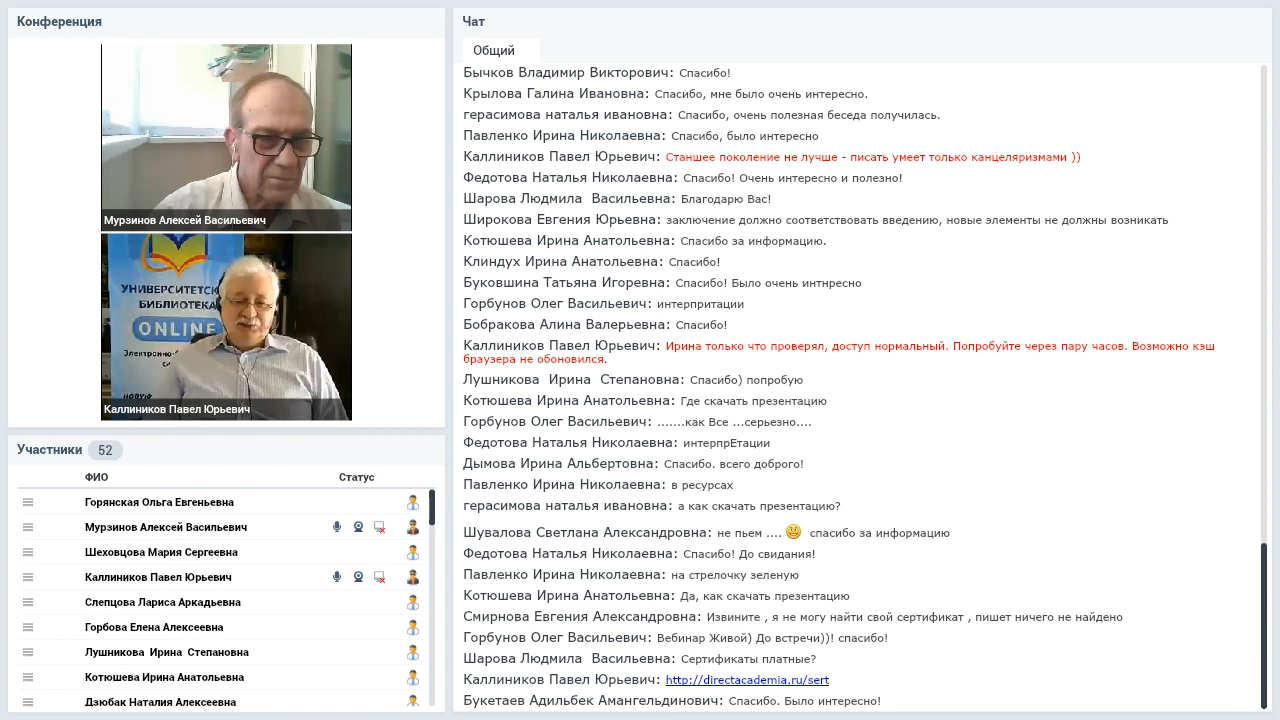 Конференция
Мурзинов Алексей Васильевич
УНИВЕРСИТЕТСК
БИБЛИОТЕКА
ONLINE
Каллиников Павел Юрьевич
Участники 52
ФИО Статус
Горянская Ольга Евгеньевна
Мурзинов Алексей Васильевич
Шеховцова Мария Сергеевна
Каллиников Павел Юрьевич
Слепцова Лариса Аркадьевна
Горбова Елена Алексеевна
Лушникова Ирина Степановна
Котюшева Ирина Анатольевна
Дзюбак Наталия Алексеевна
Чат
Общий
Бычков Владимир Викторович: Спасибо!
Крылова Галина Ивановна: Спасибо, мне было очень интересно.
герасимова наталья ивановна: Спасибо, очень полезная беседа получилась.
Павленко Ирина Николаевна: Спасибо, было интересно
Каллиников Павел Юрьевич: Станшее поколение не лучше - писать умеет только канцеляризмами ))
Федотова Наталья Николаевна: Спасибо! Очень интересно и полезно!
Шарова Людмила Васильевна: Благодарю Вас!
Широкова Евгения Юрьевна: заключение должно соответствовать введению, новые элементы не должны возникать
Котюшева Ирина Анатольевна: Спасибо за информацию.
Клиндух Ирина Анатольевна: Спасибо!
Буковшина Татьяна Игоревна: Спасибо! Было очень интнресно
Горбунов Олег Васильевич: интерпритации
Бобракова Алина Валерьевна: Спасибо!
Каллиников Павел Юрьевич: Ирина только что проверял, доступ нормальный. Попробуйте через пару часов. Возможно кэш
браузера не обоновился.
Лушникова Ирина Степановна: Спасибо) попробую
Котюшева Ирина Анатольевна: Где скачать презентацию
Горбунов Олег Васильевич: .......как Все ...серьезно....
Федотова Наталья Николаевна: интерпрЕтации
Дымова Ирина Альбертовна: Спасибо. всего доброго!
Павленко Ирина Николаевна: в ресурсах
герасимова наталья ивановна: а как скачать презентацию?
Шувалова Светлана Александровна: не пьем .... спасибо за информацию
Федотова Наталья Николаевна: Спасибо! До свидания!
Павленко Ирина Николаевна: на стрелочку зеленую
Котюшева Ирина Анатольевна: Да, как скачать презентацию
Смирнова Евгения Александровна: Извините , я не могу найти свой сертификат , пишет ничего не найдено
Горбунов Олег Васильевич: Вебинар Живой) До встречи))! спасибо!
Шарова Людмила Васильевна: Сертификаты платные?
Каллиников Павел Юрьевич: http://directacademia.ru/sert
Букетаев Адильбек Амангельдинович: Спасибо. Было интересно!